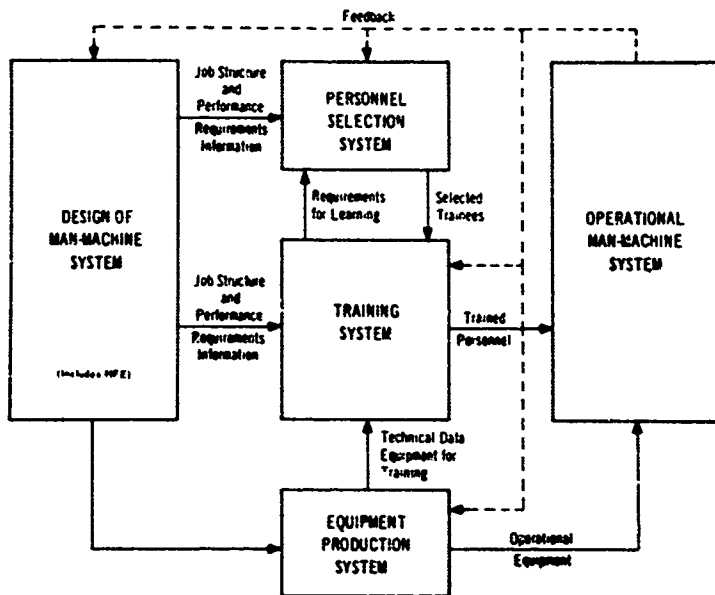 Feedback
Job Structure
and
Performance
Requirements
Information
PERSONNEL
SELECTION
SYSTEM
DESIGN OF
MAN-MACHINE
SYSTEM
(Includes HFE)
Requirements
for Learning
Selected
Trainees
OPERATIONAL
MAN-MACHINE
SYSTEM
Job Structure
and
Performance
Requirements
Information
TRAINING
SYSTEM
Trained
Personnel
Technical Data
Equipment for
Training
EQUIPMENT
PRODUCTION
SYSTEM
Operational
Equipment